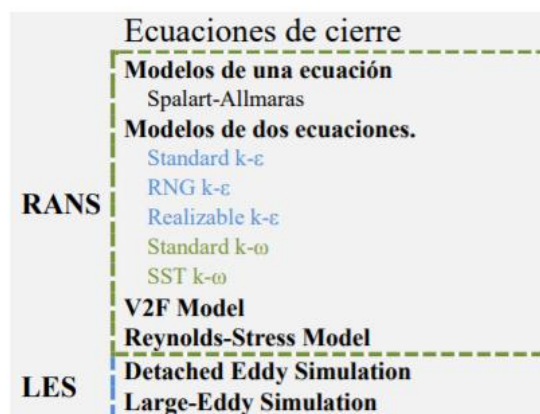 Ecuaciones de cierre
Modelos de una ecuación
Spalart-Allmaras
Modelos de dos ecuaciones.
Standard k-ε
RNG k-ε
RANS
Realizable k-ε
Standard k-ω
SST k-ω
V2F Model
Reynolds-Stress Model
LES
Detached Eddy Simulation
Large-Eddy Simulation